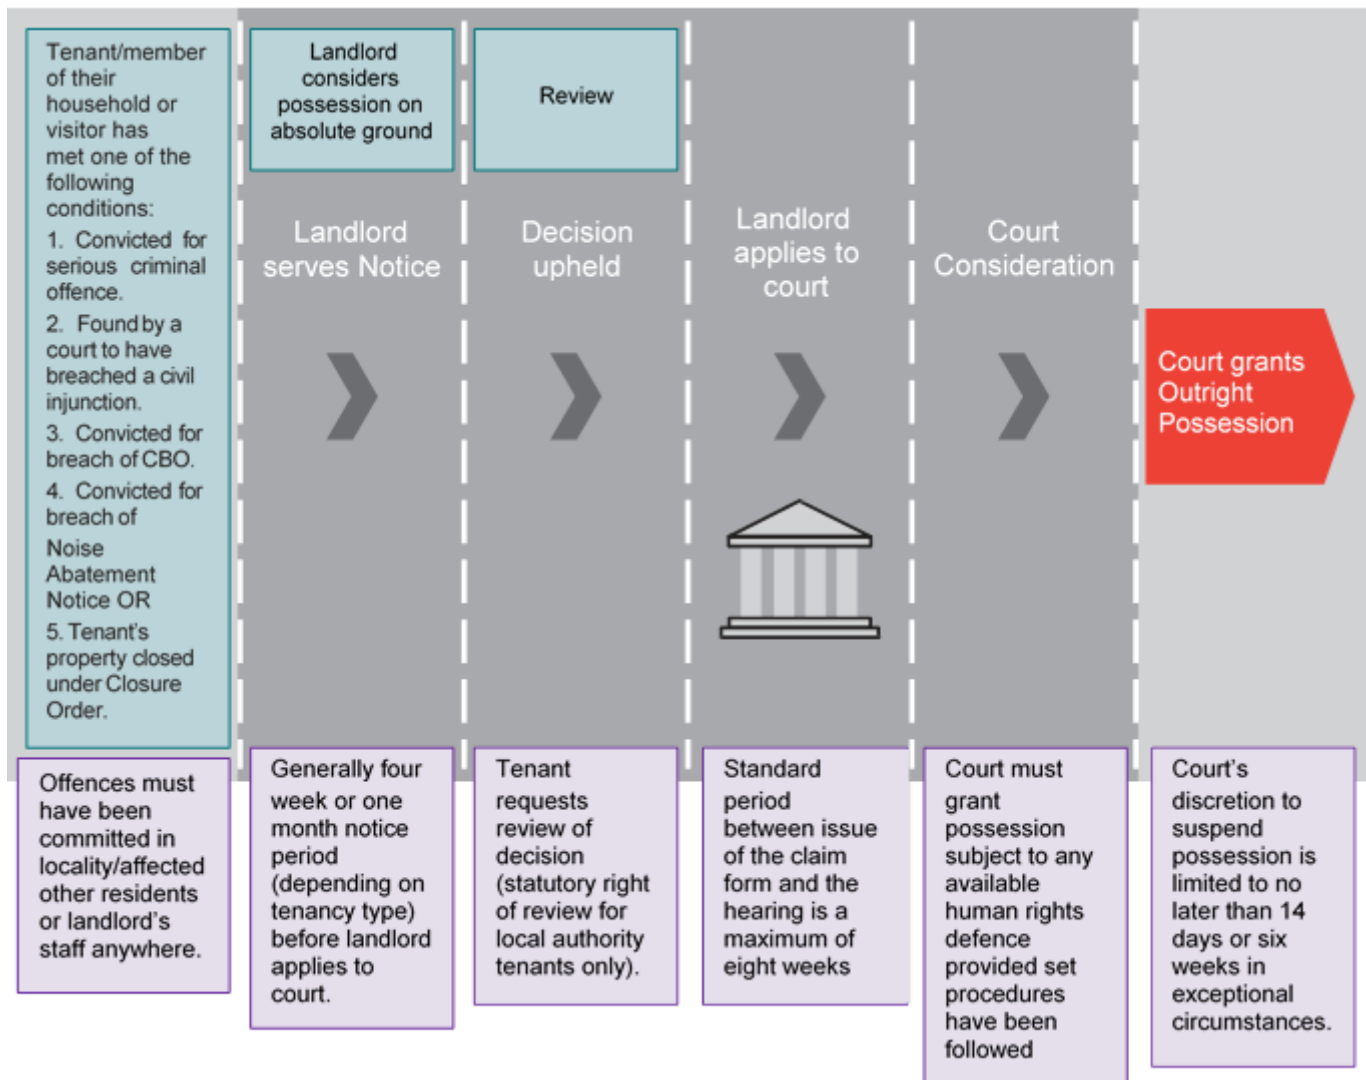 Tenant/member
of their
household or
visitor has
met one of the
following
conditions:
1. Convicted for
serious criminal
offence.
2. Found by a
court to have
breached a civil
injunction.
3. Convicted for
breach of CBO.
4. Convicted for
breach of
Noise
Abatement
Notice OR
5. Tenant's
property closed
under Closure
Order.
Offences must
have been
committed in
locality/affected
other residents
or landlord's
staff anywhere.
Landlord
considers
possession on
absolute ground
Landlord
serves Notice
Generally four
week or one
month notice
period
(depending on
tenancy type)
before landlord
applies to
court.
Review
Decision
upheld
Tenant
requests
review of
decision
(statutory right
of review for
local authority
tenants only).
Landlord
applies to
court
Standard
period
between issue
of the claim
form and the
hearing is a
maximum of
eight weeks
Court
Consideration
Court must
grant
possession
subject to any
available
human rights
defence
provided set
procedures
have been
followed
Court grants
Outright
Possession
Court's
discretion to
suspend
possession is
limited to no
later than 14
days or six
weeks in
exceptional
circumstances.